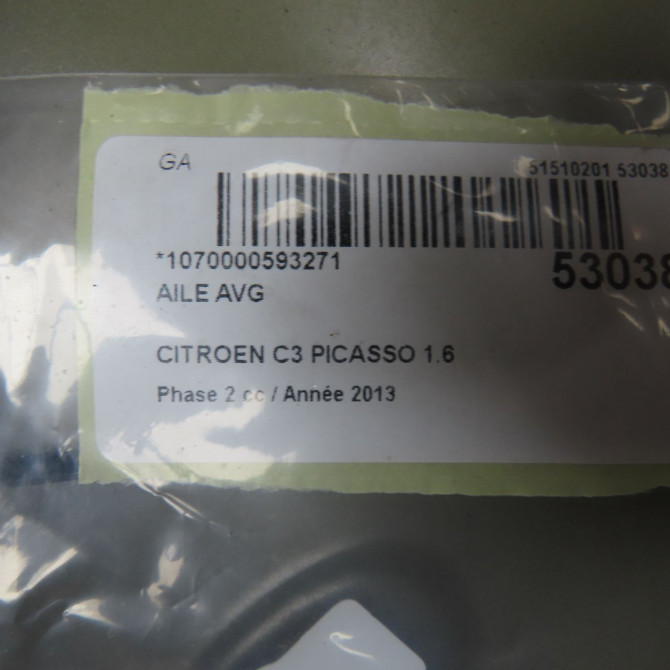 GA
51510201 53038
*1070000593271
53038
AILE AVG
CITROEN C3 PICASSO 1.6
Phase 2 cc / Année 2013